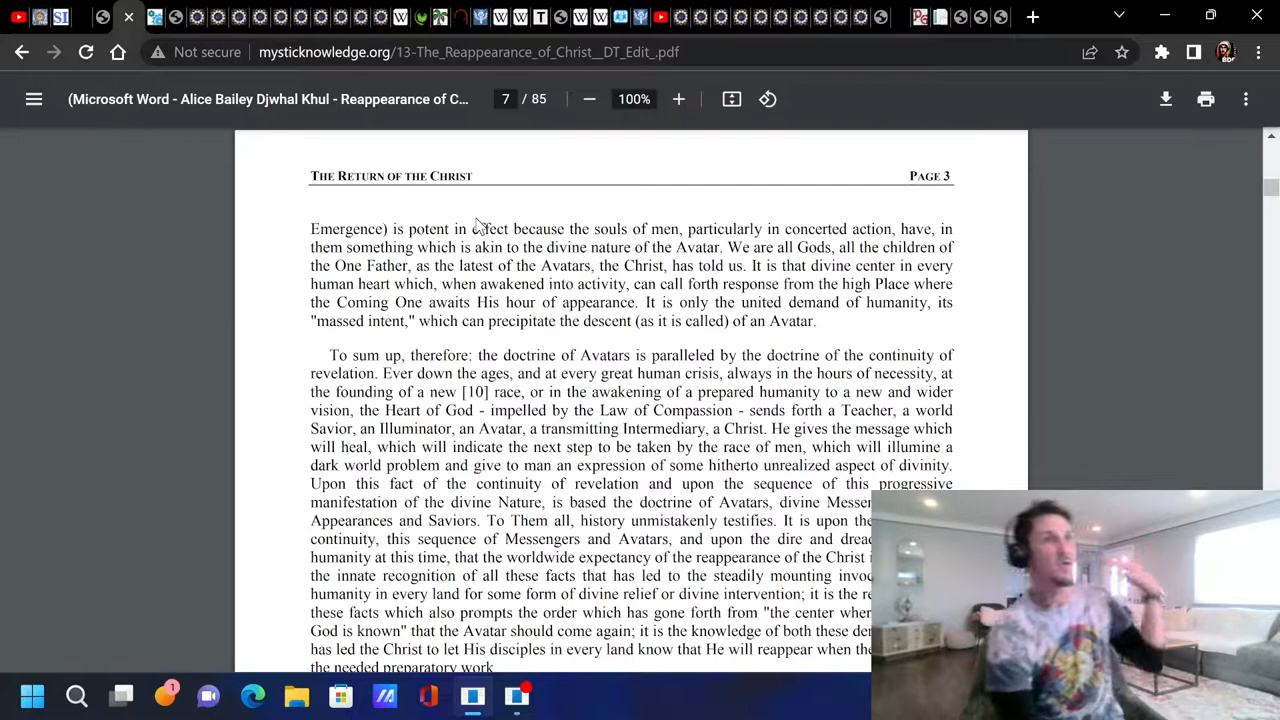 SI
W
W
W
T
W
W
Not secure
mysticknowledge.org/13-The_Reappearance_of_Christ__DT_Edit_.pdf
BDF
(Microsoft Word - Alice Bailey Djwhal Khul - Reappearance of C...
7 / 85
100%
THE RETURN OF THE CHRIST PAGE 3
Emergence) is potent in effect because the souls of men, particularly in concerted action, have, in
them something which is akin to the divine nature of the Avatar. We are all Gods, all the children of
the One Father, as the latest of the Avatars, the Christ, has told us. It is that divine center in every
human heart which, when awakened into activity, can call forth response from the high Place where
the Coming One awaits His hour of appearance. It is only the united demand of humanity, its
"massed intent," which can precipitate the descent (as it is called) of an Avatar.
To sum up, therefore: the doctrine of Avatars is paralleled by the doctrine of the continuity of
revelation. Ever down the ages, and at every great human crisis, always in the hours of necessity, at
the founding of a new [10] race, or in the awakening of a prepared humanity to a new and wider
vision, the Heart of God - impelled by the Law of Compassion - sends forth a Teacher, a world
Savior, an Illuminator, an Avatar, a transmitting Intermediary, a Christ. He gives the message which
will heal, which will indicate the next step to be taken by the race of men, which will illumine a
dark world problem and give to man an expression of some hitherto unrealized aspect of divinity.
Upon this fact of the continuity of revelation and upon the sequence of this progressive
manifestation of the divine Nature, is based the doctrine of Avatars, divine Messen
Appearances and Saviors. To Them all, history unmistakenly testifies. It is upon the
continuity, this sequence of Messengers and Avatars, and upon the dire and dread
humanity at this time, that the worldwide expectancy of the reappearance of the Christ i
the innate recognition of all these facts that has led to the steadily mounting invoc
humanity in every land for some form of divine relief or divine intervention; it is the re
these facts which also prompts the order which has gone forth from "the center wher
God is known" that the Avatar should come again; it is the knowledge of both these den
has led the Christ to let His disciples in every land know that He will reappear when the
the needed preparatory work
1